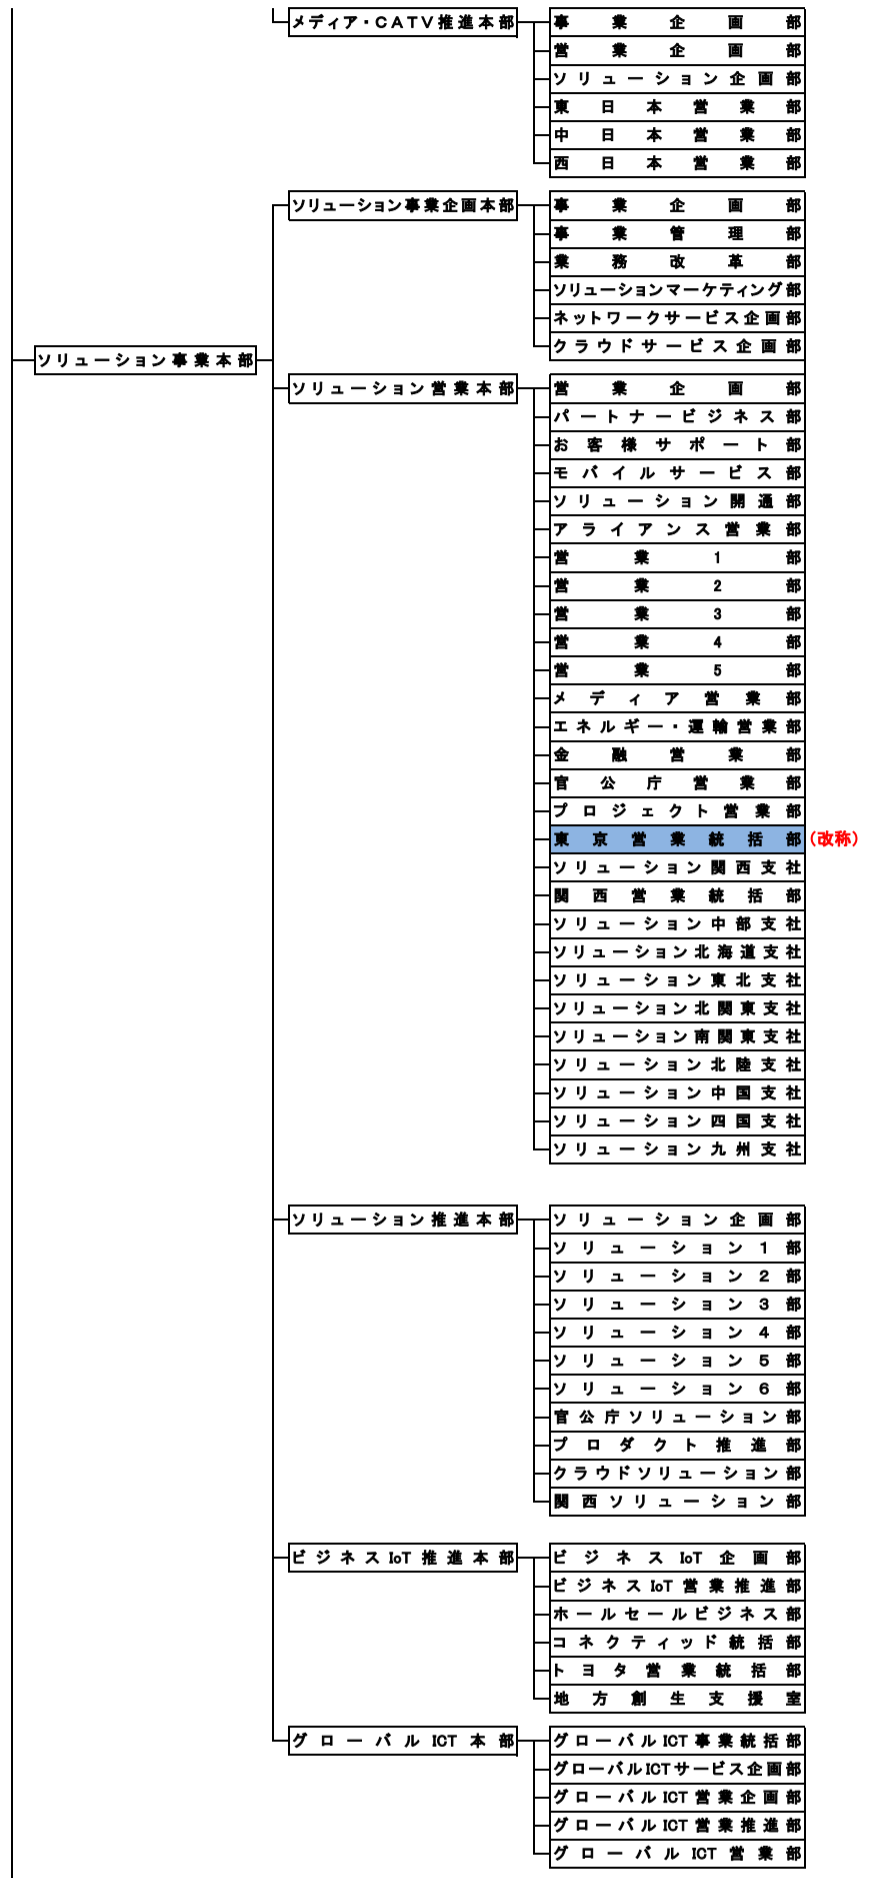 メディア・CATV推進本部
事業企画部
営業企画部
ソリューション企画部
東日本営業部
中日本営業部
西日本営業部
ソリューション事業本部
ソリューション事業企画本部
事業企画部
事業管理部
業務改革部
ソリューションマーケティング部
ネットワークサービス企画部
クラウドサービス企画部
ソリューション営業本部
営業企画部
パートナービジネス部
お客様サポート部
モバイルサービス部
ソリューション開通部
アライアンス営業部
営業1部
営業2部
営業3部
営業4部
営業5部
メディア営業部
エネルギー・運輸営業部
金融営業部
官公庁営業部
プロジェクト営業部
東京営業統括部 (改称)
ソリューション関西支社
関西営業統括部
ソリューション中部支社
ソリューション北海道支社
ソリューション東北支社
ソリューション北関東支社
ソリューション南関東支社
ソリューション北陸支社
ソリューション中国支社
ソリューション四国支社
ソリューション九州支社
ソリューション推進本部
ソリューション企画部
ソリューション1部
ソリューション2部
ソリューション3部
ソリューション4部
ソリューション5部
ソリューション6部
官公庁ソリューション部
プロダクト推進部
クラウドソリューション部
関西ソリューション部
ビジネスIoT推進本部
ビジネスIoT企画部
ビジネスIoT営業推進部
ホールセールビジネス部
コネクティッド統括部
トヨタ営業統括部
地方創生支援室
グローバルICT本部
グローバルICT事業統括部
グローバルICTサービス企画部
グローバルICT営業企画部
グローバルICT営業推進部
グローバルICT営業部